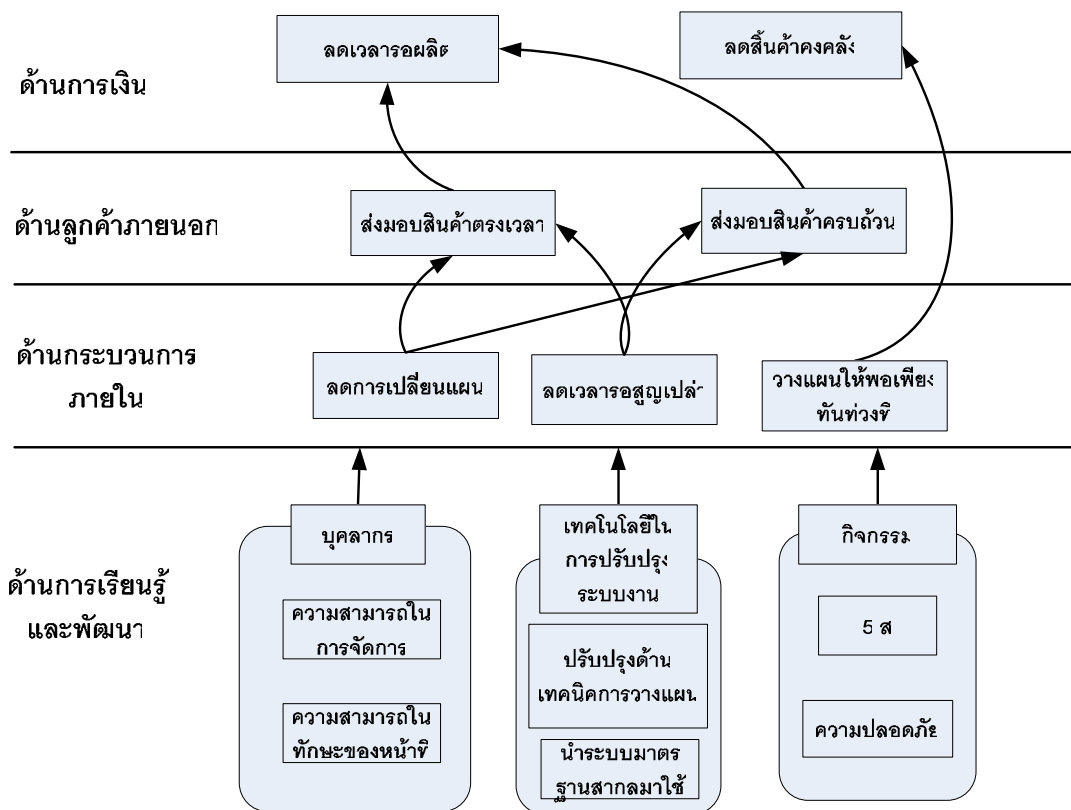 ลดเวลารอผลิต
ลดสิ้นค้าคงคลัง
ด้านการเงิน
ด้านลูกค้าภายนอก
ส่งมอบสินค้าตรงเวลา
ส่งมอบสินค้าครบถ้วน
ด้านกระบวนการ
ภายใน
ลดการเปลี่ยนแผน
ลดเวลารอสูญเปล่า
วางแผนให้พอเพียง
ทันท่วงที
ด้านการเรียนรู้
และพัฒนา
บุคลากร
ความสามารถใน
การจัดการ
ความสามารถใน
ทักษะของหน้าที่
เทคโนโลยีใน
การปรับปรุง
ระบบงาน
ปรับปรุงด้าน
เทคนิคการวางแผน
นำระบบมาตร
ฐานสากลมาใช้
กิจกรรม
5 ส
ความปลอดภัย